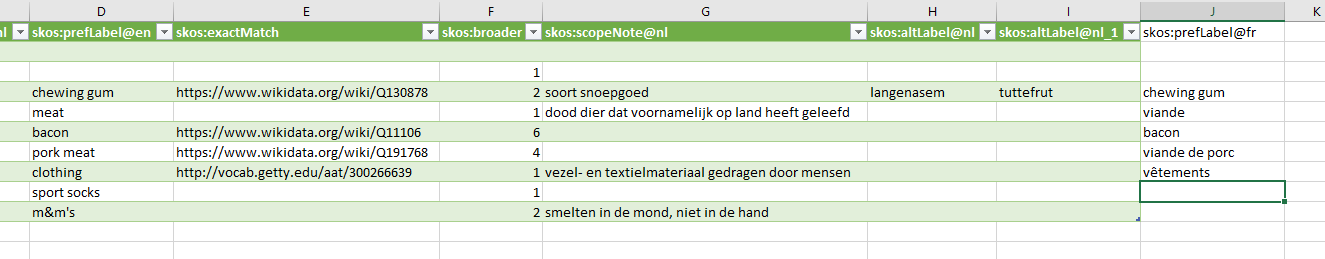 D E F G H I J K
nl skos:prefLabel@en skos:exactMatch skos:broader skos:scopeNote@nl skos:altLabel@nl skos:altLabel@nl_1 skos:prefLabel@fr
1
chewing gum https://www.wikidata.org/wiki/Q130878 2 soort snoepgoed langenasem tuttefrut chewing gum
meat 1 dood dier dat voornamelijk op land heeft geleefd viande
bacon https://www.wikidata.org/wiki/Q11106 6 bacon
pork meat https://www.wikidata.org/wiki/Q191768 4 viande de porc
clothing http://vocab.getty.edu/aat/300266639 1 vezel- en textielmateriaal gedragen door mensen vêtements
sport socks 1
m&m's 2 smelten in de mond, niet in de hand